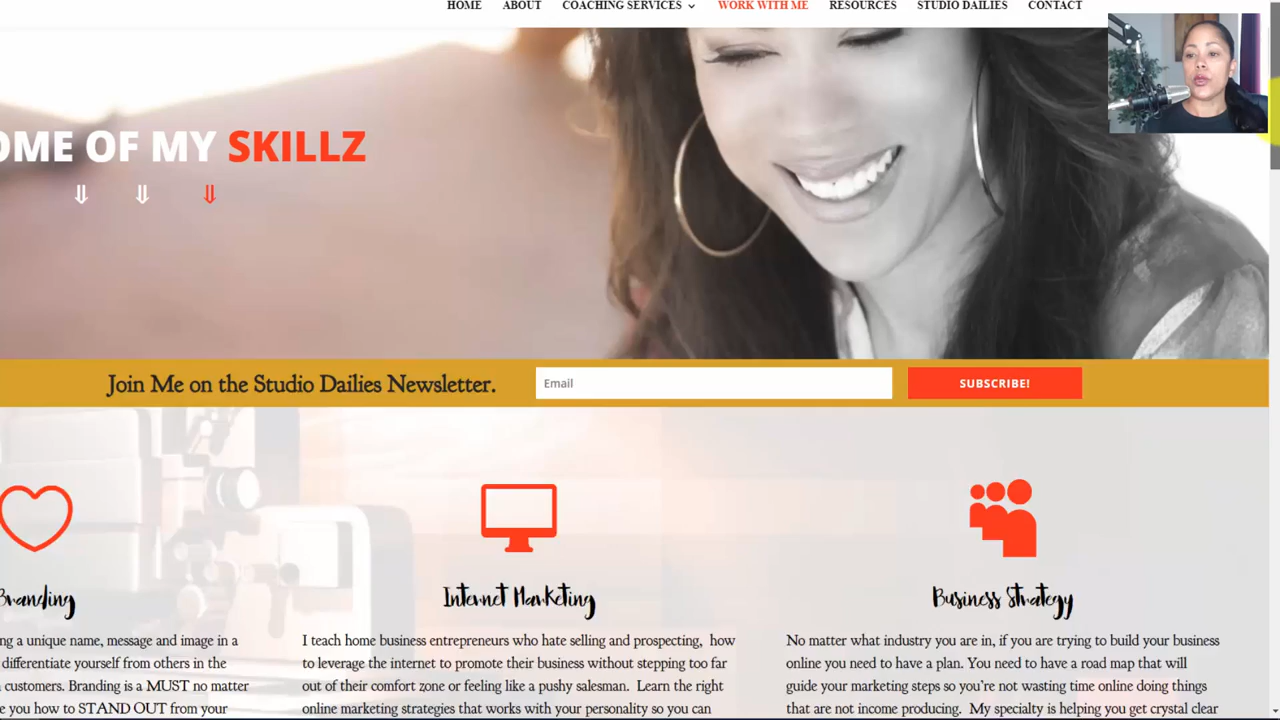 HOME ABOUT COACHING SERVICES WORK WITH ME RESOURCES STUDIO DAILIES CONTACT
OME OF MY SKILLZ
Join Me on the Studio Dailies Newsletter.
Email
SUBSCRIBE!
Branding
ng a unique name, message and image in a
differentiate yourself from others in the
customers. Branding is a MUST no matter
e you how to STAND OUT from your
Internet Marketing
I teach home business entrepreneurs who hate selling and prospecting, how
to leverage the internet to promote their business without stepping too far
out of their comfort zone or feeling like a pushy salesman. Learn the right
online marketing strategies that works with your personality so you can
Business Strategy
No matter what industry you are in, if you are trying to build your business
online you need to have a plan. You need to have a road map that will
guide your marketing steps so you're not wasting time online doing things
that are not income producing. My specialty is helping you get crystal clear